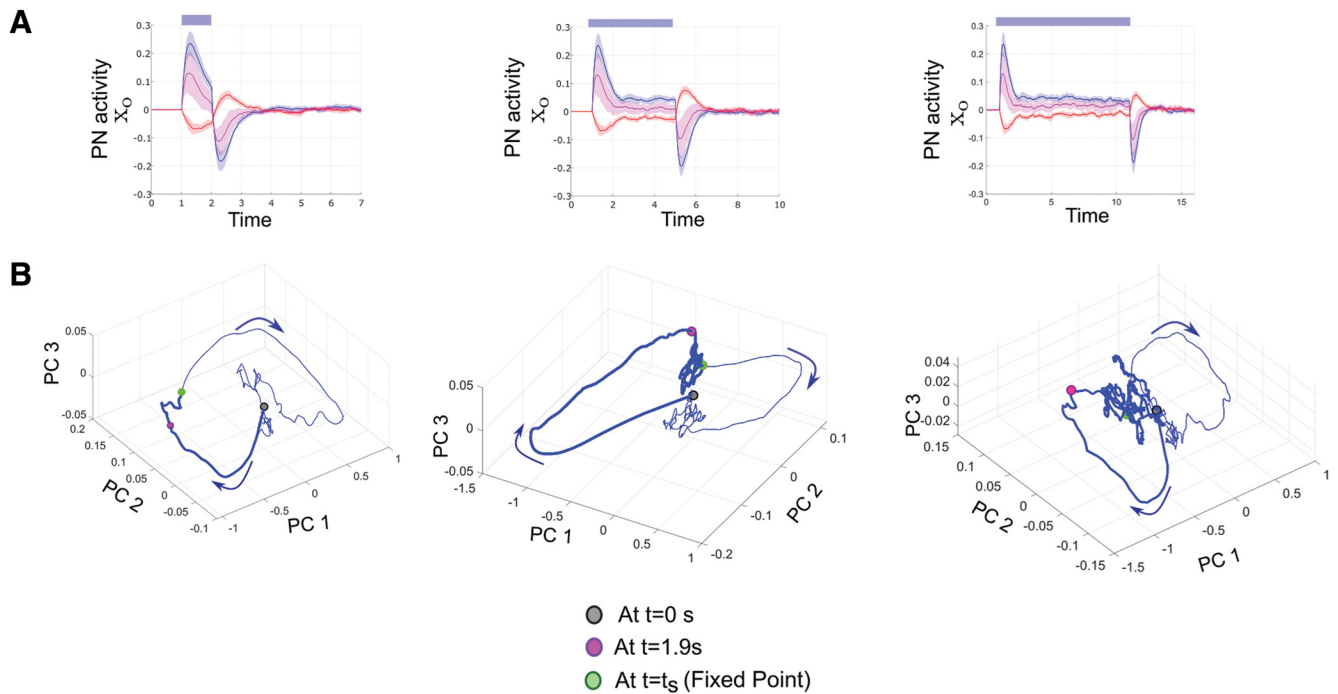 A
PN activity
xo
0.3
0.2
0.1
0
-0.1
-0.2
-0.3
0 1 2 3 4 5 6 7
Time
PN activity
xo
0.3
0.2
0.1
0
-0.1
-0.2
-0.3
0 2 4 6 8 10
Time
PN activity
xo
0.3
0.2
0.1
0
-0.1
-0.2
-0.3
0 5 10 15
Time
B
PC 3
0.05
0
-0.05
0.2
0.15
0.1
0.05
0
-0.05
-0.1
PC 2
-1
-0.5
0
0.5
1
PC 1
PC 3
0.05
0
-0.05
-1.5
-1
-0.5
0
0.5
1
PC 1
-0.2
-0.1
0
0.1
PC 2
PC 3
0.04
0.02
0
-0.02
0.15
0.1
0.05
0
-0.05
-0.1
-0.15
PC 2
-1.5
-1
-0.5
0
0.5
1
PC 1
At t=0 s
At t=1.9s
At t=ts (Fixed Point)